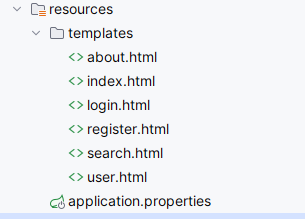 resources
templates
about.html
index.html
login.html
register.html
search.html
user.html
application.properties